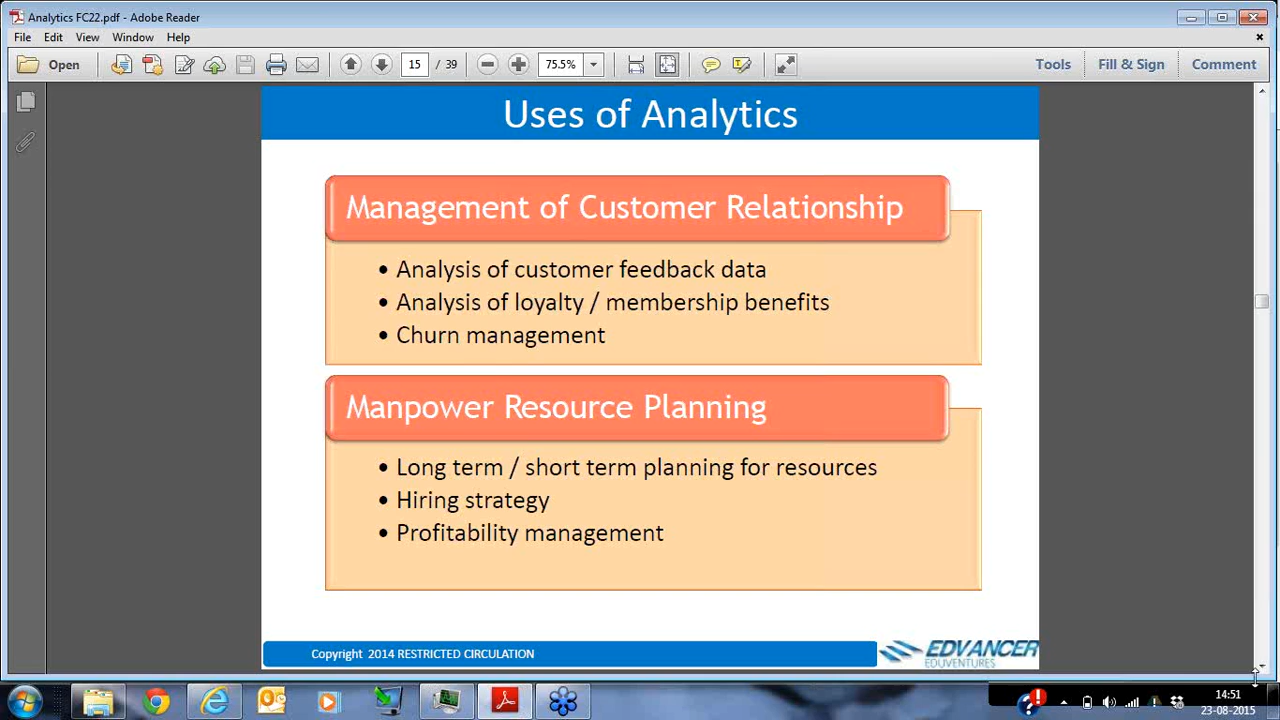 Analytics FC22.pdf - Adobe Reader
File Edit View Window Help
Open 15 / 39 75.5% Tools Fill & Sign Comment
Uses of Analytics
Management of Customer Relationship
• Analysis of customer feedback data
• Analysis of loyalty / membership benefits
• Churn management
Manpower Resource Planning
• Long term / short term planning for resources
• Hiring strategy
• Profitability management
Copyright 2014 RESTRICTED CIRCULATION
EDVANCER
EDUVENTURES
14:51
23-08-2015